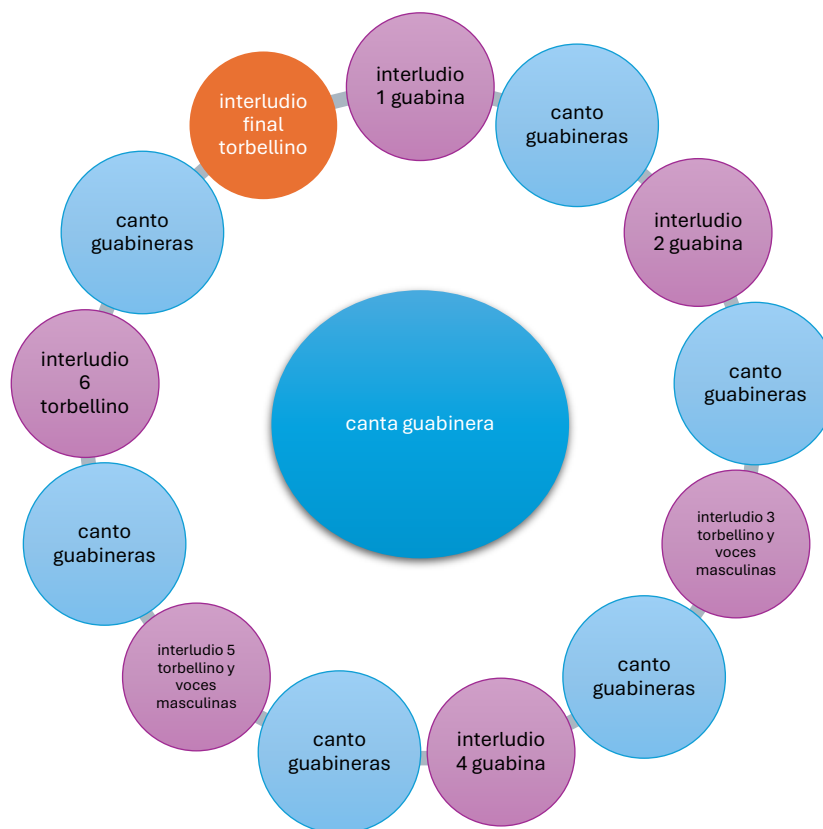 interludio
1 guabina
canto
guabineras
interludio
2 guabina
canto
guabineras
interludio 3
torbellino y
voces
masculinas
canto
guabineras
interludio
4 guabina
canto
guabineras
interludio 5
torbellino y
voces
masculinas
canto
guabineras
interludio
6
torbellino
canto
guabineras
interludio
final
torbellino
canta guabinera